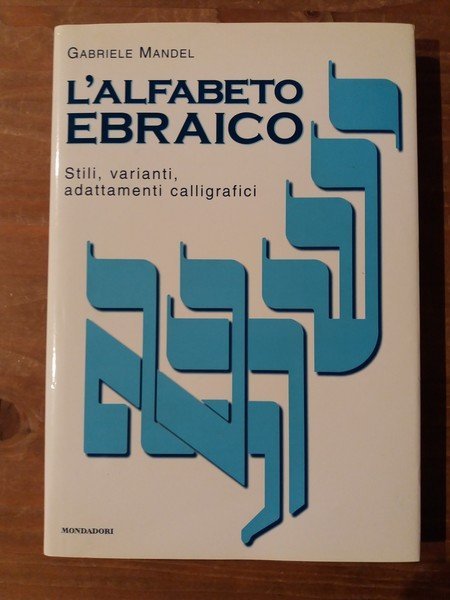 GABRIELE MANDEL
L'ALFABETO
EBRAICO
Stili, varianti,
adattamenti calligrafici
MONDADORI